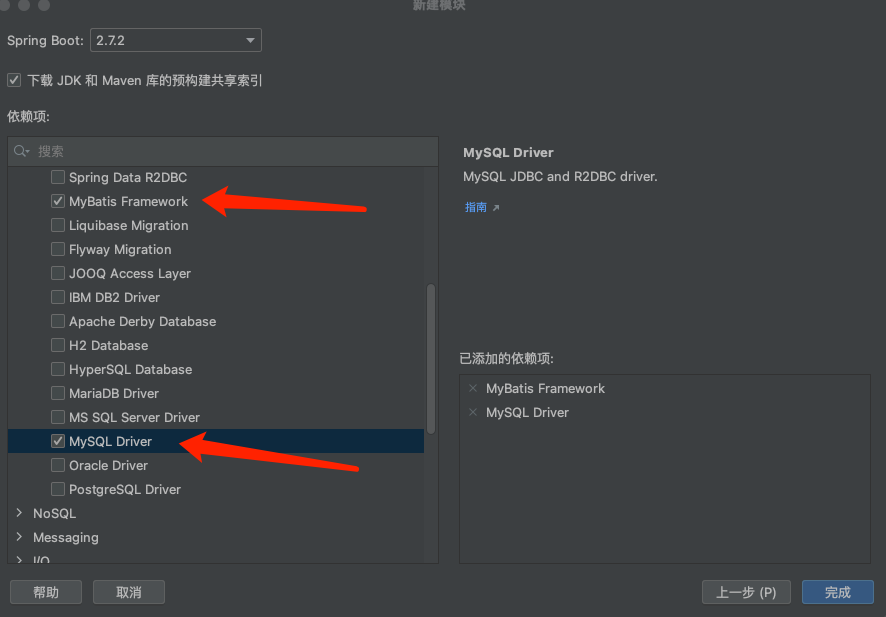 新建模块
Spring Boot: 2.7.2
下载 JDK 和 Maven 库的预构建共享索引
依赖项:
搜索
Spring Data R2DBC
MyBatis Framework
Liquibase Migration
Flyway Migration
JOOQ Access Layer
IBM DB2 Driver
Apache Derby Database
H2 Database
HyperSQL Database
MariaDB Driver
MS SQL Server Driver
MySQL Driver
Oracle Driver
PostgreSQL Driver
NoSQL
Messaging
I/O
MySQL Driver
MySQL JDBC and R2DBC driver.
指南
已添加的依赖项:
MyBatis Framework
MySQL Driver
帮助
取消
上一步 (P)
完成